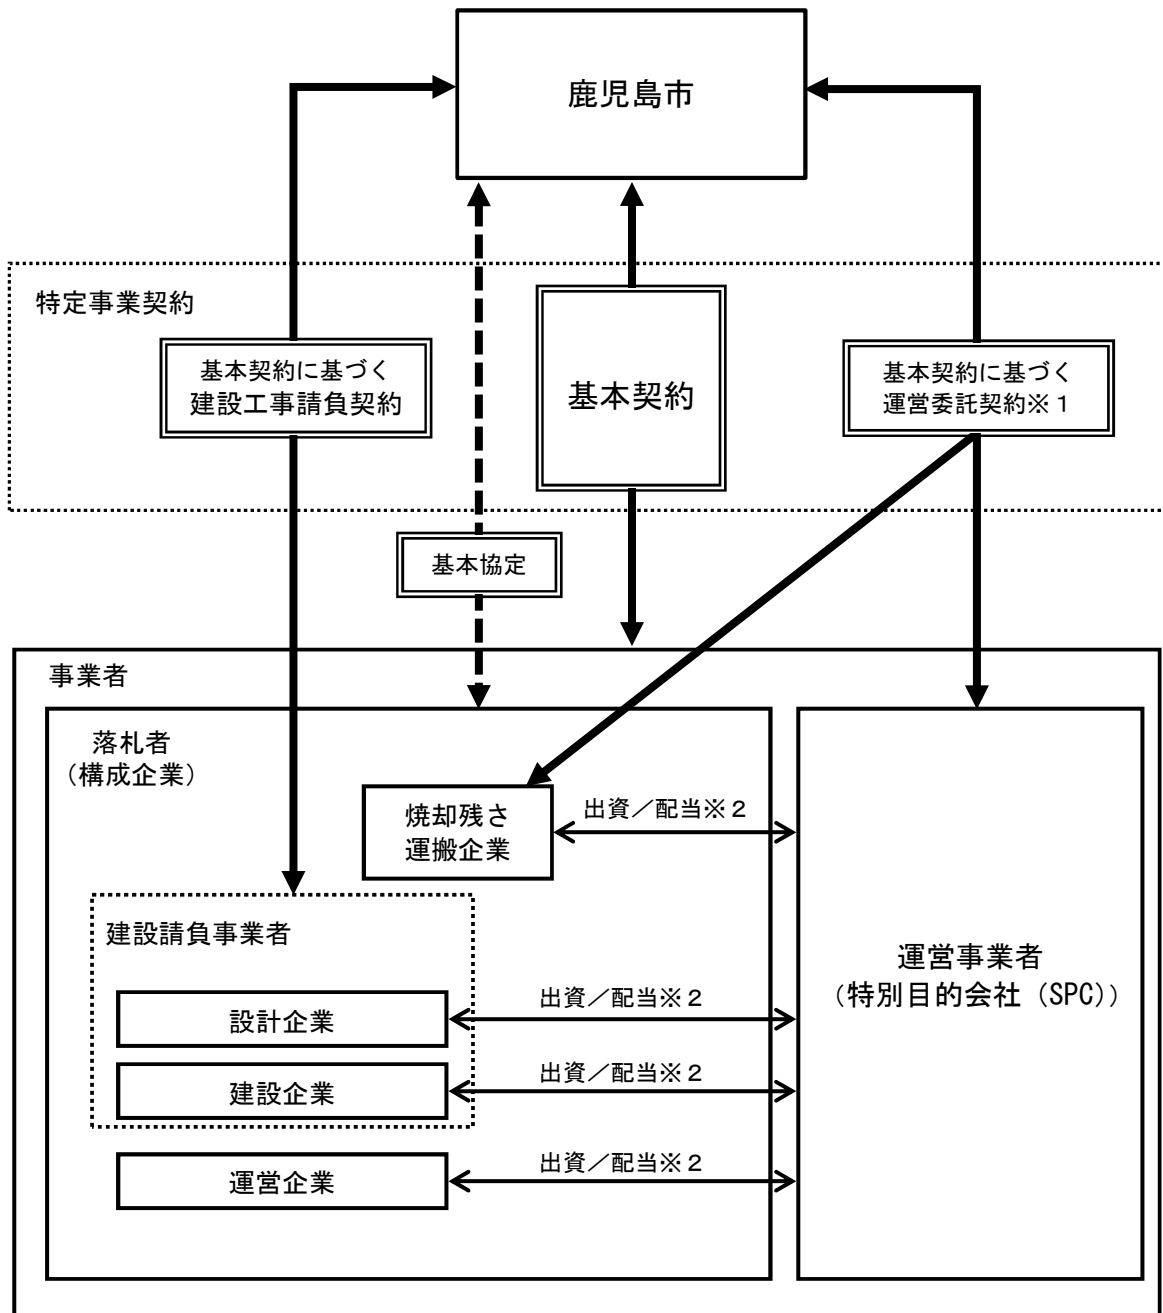 鹿児島市
特定事業契約
基本契約に基づく
建設工事請負契約
基本契約
基本契約に基づく
運営委託契約※1
基本協定
事業者
落札者
（構成企業）
焼却残さ
運搬企業
出資／配当※2
建設請負事業者
運営事業者
（特別目的会社（SPC））
設計企業
出資／配当※2
建設企業
出資／配当※2
運営企業
出資／配当※2